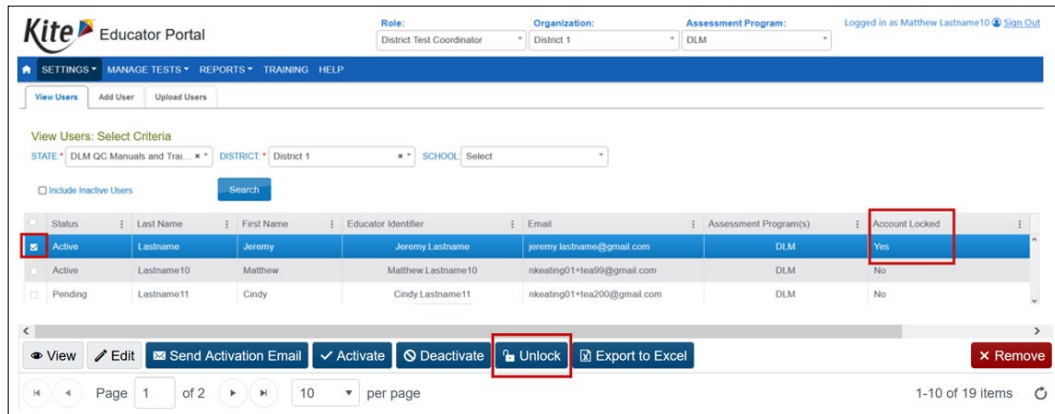 Kite Educator Portal
Role: Organization: Assessment Program: Logged in as Matthew Lastname10 Sign Out
District Test Coordinator District 1 DLM
SETTINGS MANAGE TESTS REPORTS TRAINING HELP
View Users Add User Upload Users
View Users: Select Criteria
STATE:* DLM QC Manuals and Trai... DISTRICT:* District 1 SCHOOL: Select
Include Inactive Users Search
Status Last Name First Name Educator Identifier Email Assessment Program(s) Account Locked
Active Lastname Jeremy Jeremy.Lastname jeremy.lastname@gmail.com DLM Yes
Active Lastname10 Matthew Matthew.Lastname10 nkeating01+tea99@gmail.com DLM No
Pending Lastname11 Cindy Cindy.Lastname11 nkeating01+tea200@gmail.com DLM No
View Edit Send Activation Email Activate Deactivate Unlock Export to Excel Remove
Page 1 of 2 10 per page 1-10 of 19 items